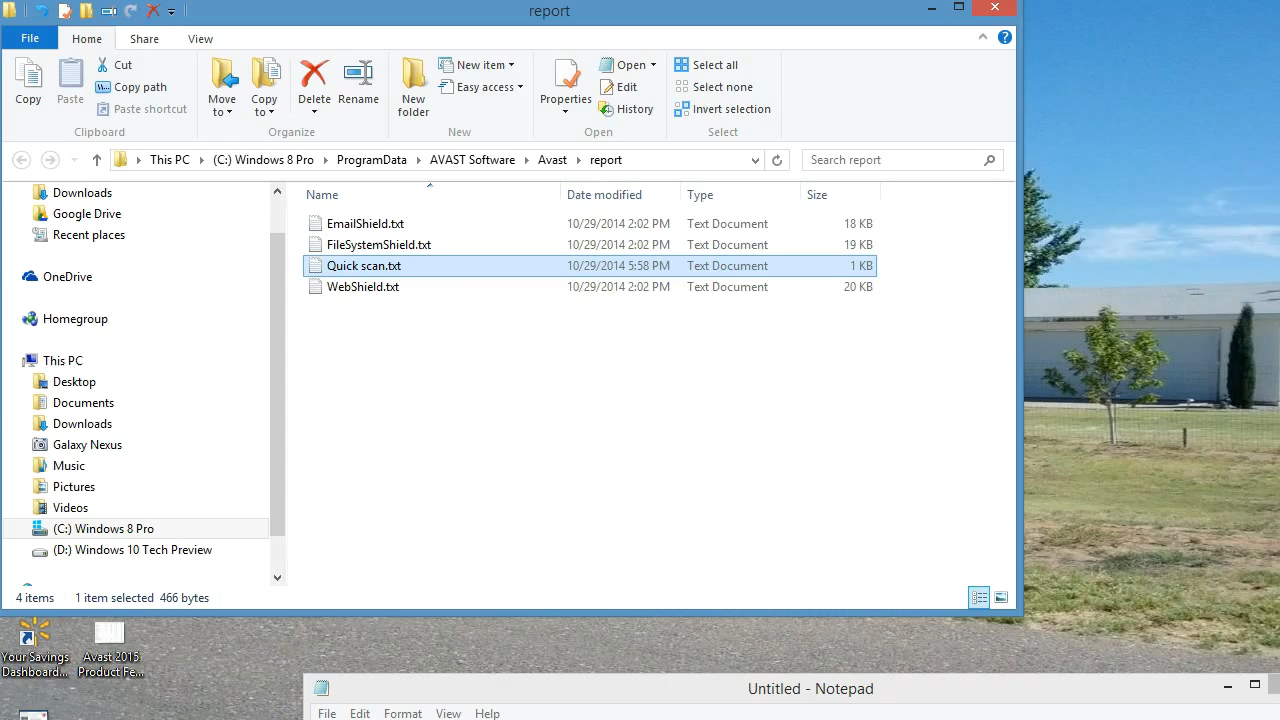 report
File Home Share View
Copy Paste Cut Copy path Paste shortcut Move to Copy to Delete Rename New folder New item Easy access Properties Open Edit History Select all Select none Invert selection
Clipboard Organize New Open Select
This PC (C:) Windows 8 Pro ProgramData AVAST Software Avast report Search report
Name Date modified Type Size
EmailShield.txt 10/29/2014 2:02 PM Text Document 18 KB
FileSystemShield.txt 10/29/2014 2:02 PM Text Document 19 KB
Quick scan.txt 10/29/2014 5:58 PM Text Document 1 KB
WebShield.txt 10/29/2014 2:02 PM Text Document 20 KB
Downloads
Google Drive
Recent places
OneDrive
Homegroup
This PC
Desktop
Documents
Downloads
Galaxy Nexus
Music
Pictures
Videos
(C:) Windows 8 Pro
(D:) Windows 10 Tech Preview
4 items 1 item selected 466 bytes
Your Savings Dashboard...
Avast 2015 Product Fe...
Untitled - Notepad
File Edit Format View Help